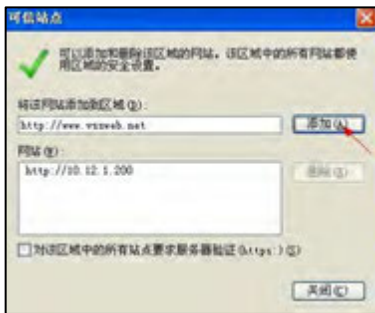 可信站点
可以添加和删除该区域的网站。该区域中的所有网站都使
用区域的安全设置。
将该网站添加到区域(D):
http://www.vzzweb.net
添加(A)
网站(W):
http://10.12.1.200
删除(R)
对该区域中的所有站点要求服务器验证(https:)(S)
关闭(C)